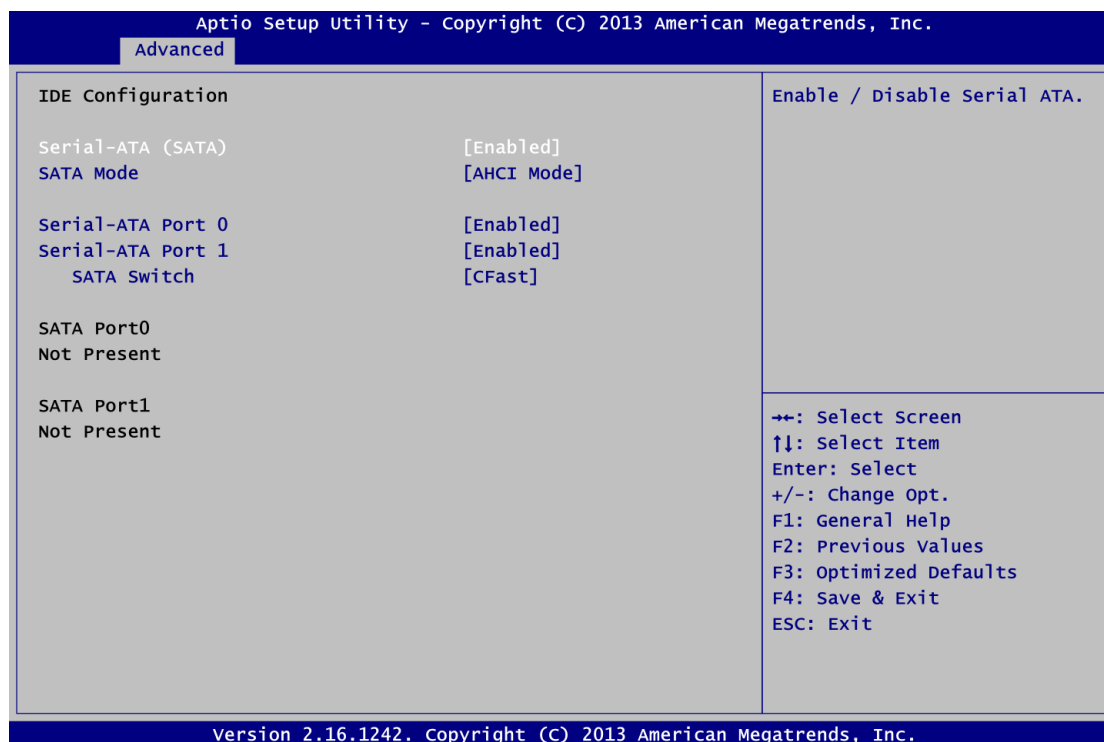 Aptio Setup Utility - Copyright (C) 2013 American Megatrends, Inc.
Advanced
IDE Configuration
Serial-ATA (SATA) [Enabled]
SATA Mode [AHCI Mode]
Serial-ATA Port 0 [Enabled]
Serial-ATA Port 1 [Enabled]
SATA Switch [CFast]
SATA Port0
Not Present
SATA Port1
Not Present
Enable / Disable Serial ATA.
→←: Select Screen
↑↓: Select Item
Enter: Select
+/-: Change Opt.
F1: General Help
F2: Previous Values
F3: Optimized Defaults
F4: Save & Exit
ESC: Exit
Version 2.16.1242. Copyright (C) 2013 American Megatrends, Inc.